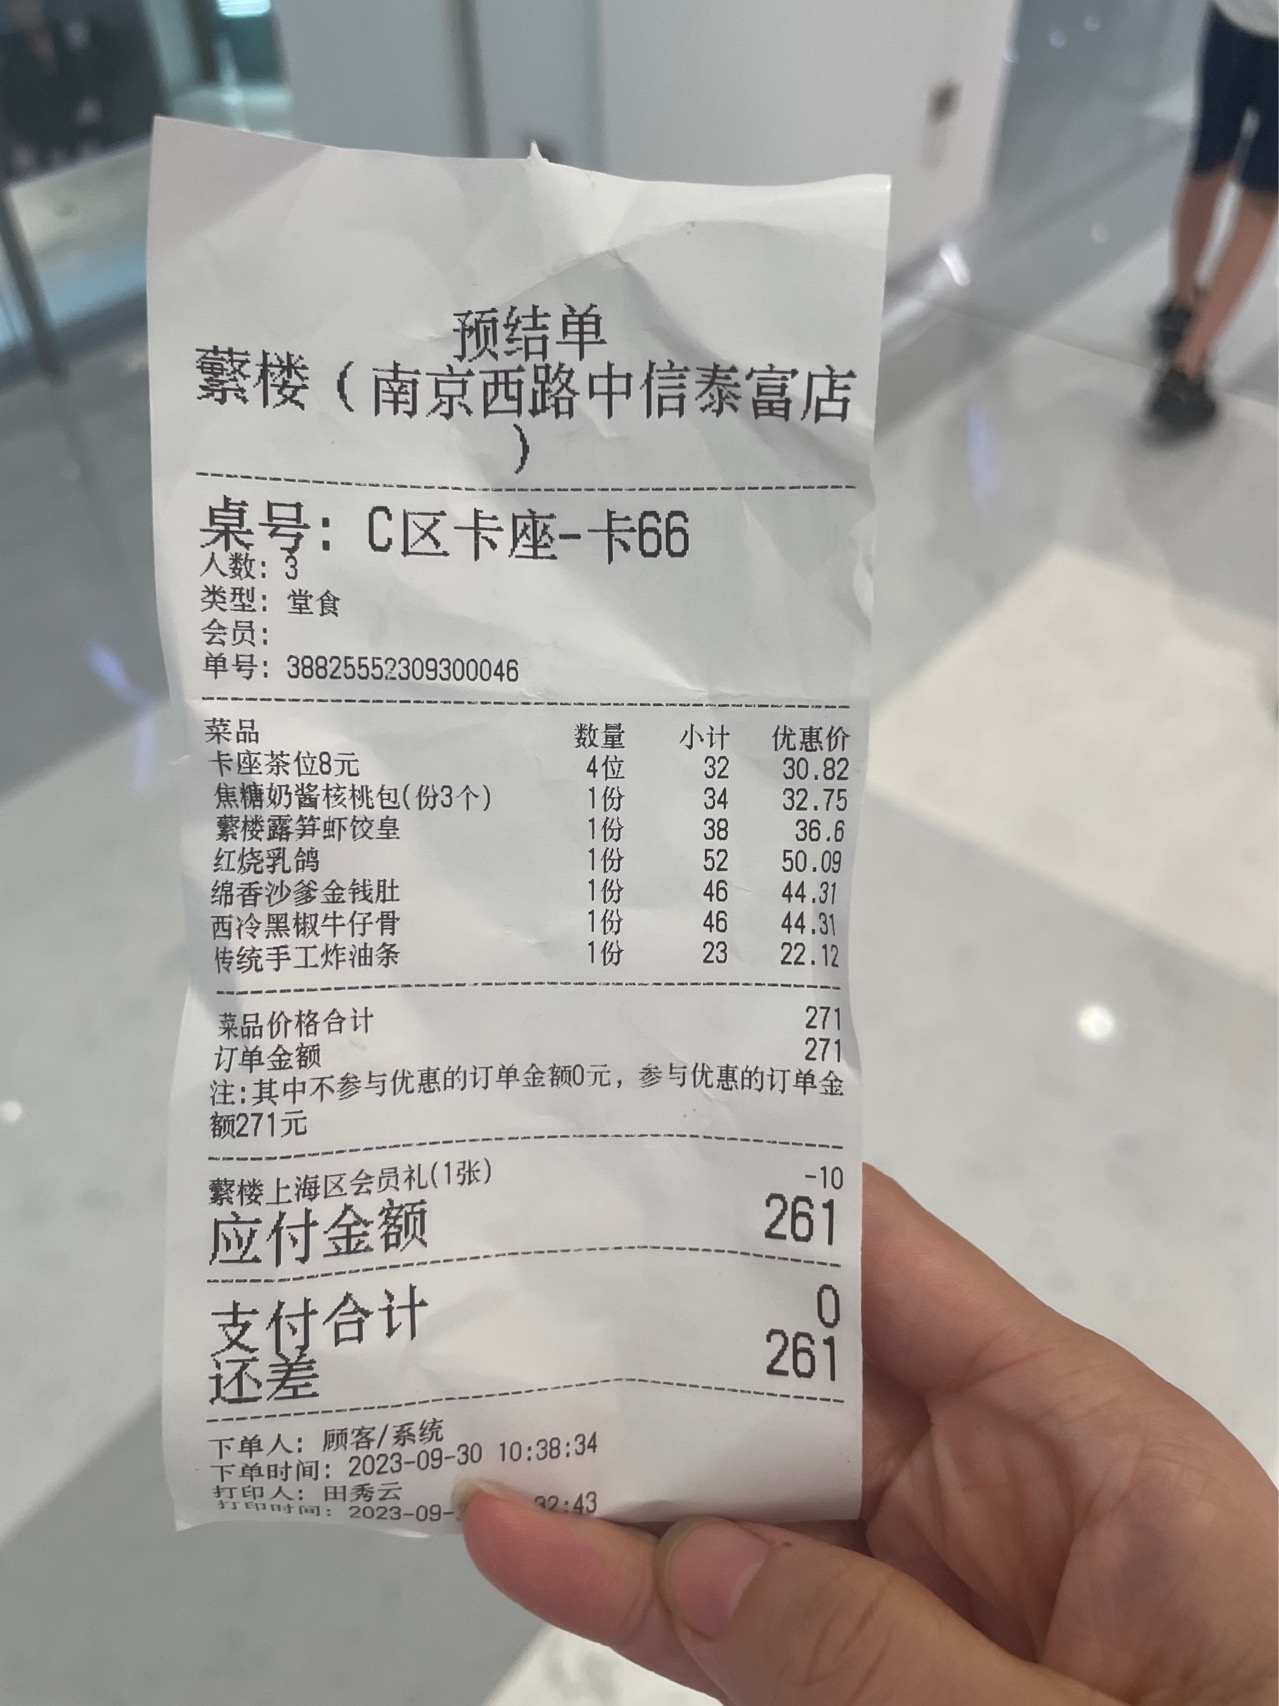 预结单
蘩楼（南京西路中信泰富店
）
桌号：C区卡座-卡66
人数：3
类型：堂食
会员：
单号：38825552309300046
菜品 数量 小计 优惠价
卡座茶位8元 4位 32 30.82
焦糖奶酱核桃包(份3个) 1份 34 32.75
蘩楼露笋虾饺皇 1份 38 36.6
红烧乳鸽 1份 52 50.09
绵香沙爹金钱肚 1份 46 44.31
西冷黑椒牛仔骨 1份 46 44.31
传统手工炸油条 1份 23 22.12
菜品价格合计 271
订单金额 271
注:其中不参与优惠的订单金额0元，参与优惠的订单金
额271元
蘩楼上海区会员礼(1张) -10
应付金额 261
支付合计 0
还差 261
下单人：顾客/系统
下单时间：2023-09-30 10:38:34
打印人：田秀云
打印时间：2023-09- 32:43